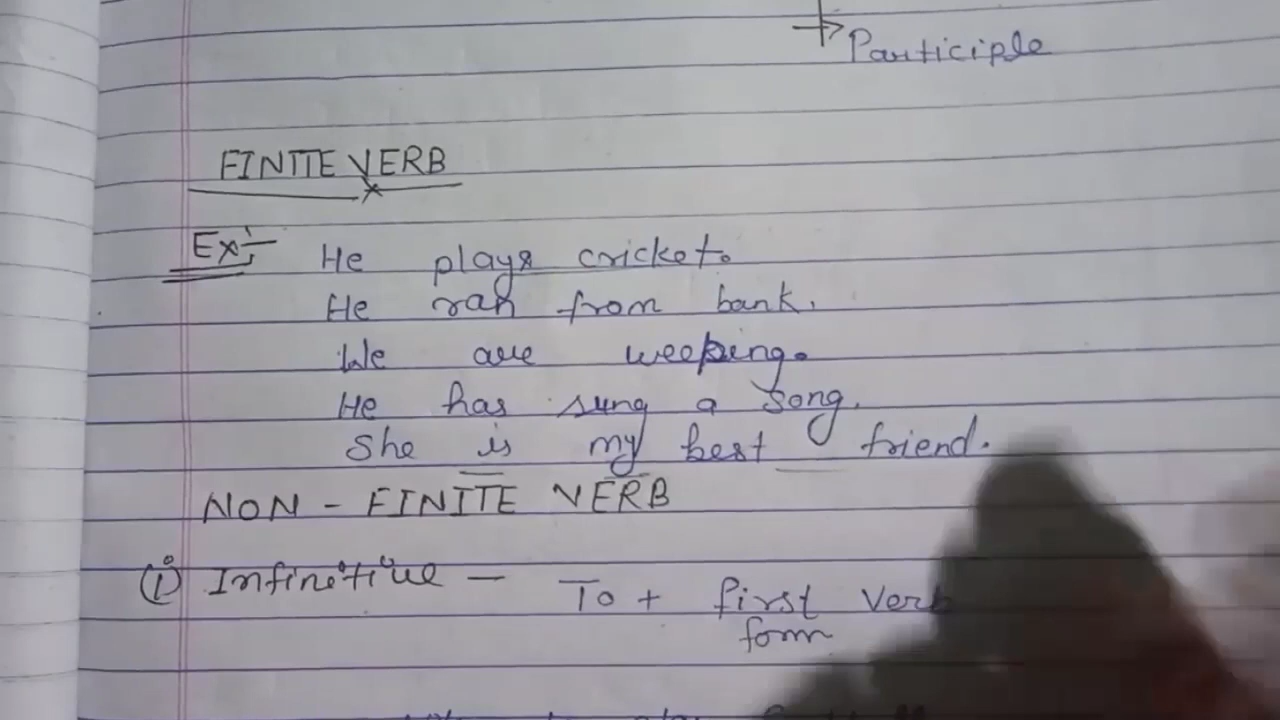 Participle
FINITE VERB
Ex:-
He plays cricket.
He ran from bank.
We are weeping.
He has sung a song.
She is my best friend.
NON - FINITE VERB
(i) Infinitive - To + first Verb
form